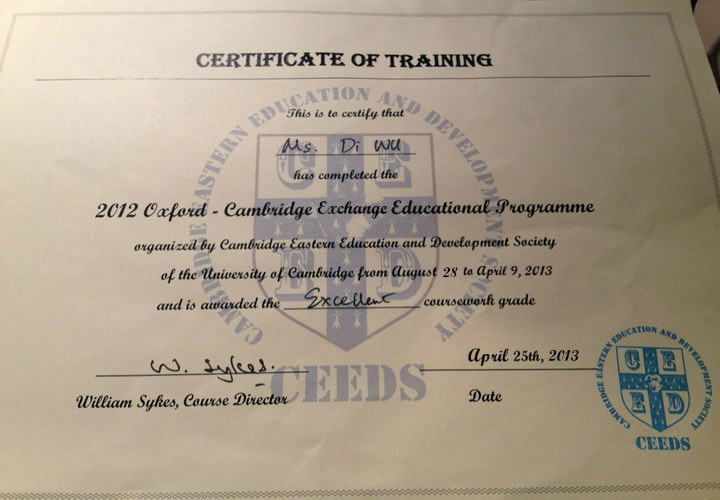 CERTIFICATE OF TRAINING
This is to certify that
Ms. Di WU
has completed the
2012 Oxford - Cambridge Exchange Educational Programme
organized by Cambridge Eastern Education and Development Society
of the University of Cambridge from August 28 to April 9, 2013
and is awarded the Excellent coursework grade
W. Sykes.
April 25th, 2013
William Sykes, Course Director
Date
CAMBRIDGE EASTERN EDUCATION AND DEVELOPMENT SOCIETY
C E
E D
CEEDS
CAMBRIDGE EASTERN EDUCATION AND DEVELOPMENT SOCIETY
C E
E D
CEEDS